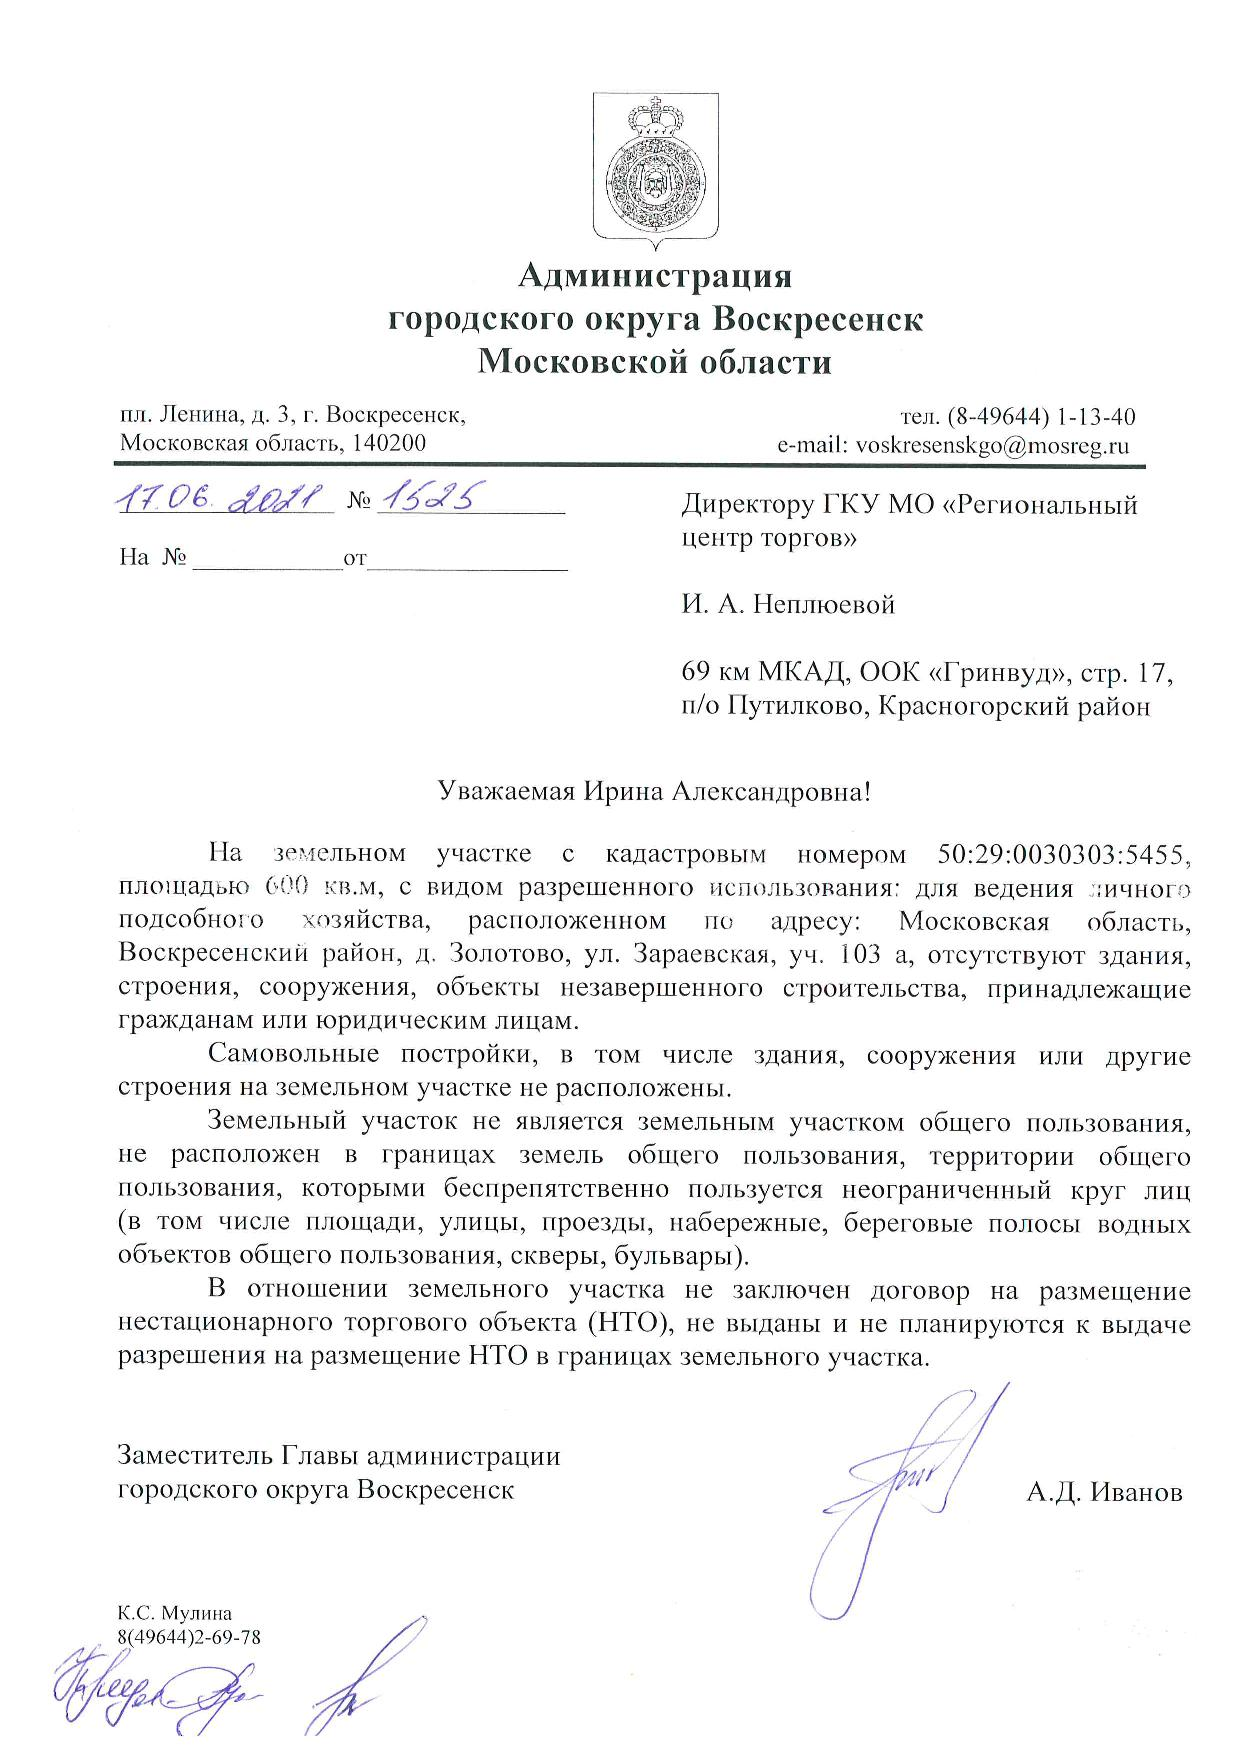 Администрация
городского округа Воскресенск
Московской области
пл. Ленина, д. 3, г. Воскресенск,
Московская область, 140200
тел. (8-49644) 1-13-40
e-mail: voskresenskgo@mosreg.ru
17.06. 2021 № 1525
На № ____________от______________
Директору ГКУ МО «Региональный
центр торгов»
И. А. Неплюевой
69 км МКАД, ООК «Гринвуд», стр. 17,
п/о Путилково, Красногорский район
Уважаемая Ирина Александровна!
На земельном участке с кадастровым номером 50:29:0030303:5455,
площадью 600 кв.м, с видом разрешенного использования: для ведения личного
подсобного хозяйства, расположенном по адресу: Московская область,
Воскресенский район, д. Золотово, ул. Зараевская, уч. 103 а, отсутствуют здания,
строения, сооружения, объекты незавершенного строительства, принадлежащие
гражданам или юридическим лицам.
Самовольные постройки, в том числе здания, сооружения или другие
строения на земельном участке не расположены.
Земельный участок не является земельным участком общего пользования,
не расположен в границах земель общего пользования, территории общего
пользования, которыми беспрепятственно пользуется неограниченный круг лиц
(в том числе площади, улицы, проезды, набережные, береговые полосы водных
объектов общего пользования, скверы, бульвары).
В отношении земельного участка не заключен договор на размещение
нестационарного торгового объекта (НТО), не выданы и не планируются к выдаче
разрешения на размещение НТО в границах земельного участка.
Заместитель Главы администрации
городского округа Воскресенск
А.Д. Иванов
К.С. Мулина
8(49644)2-69-78